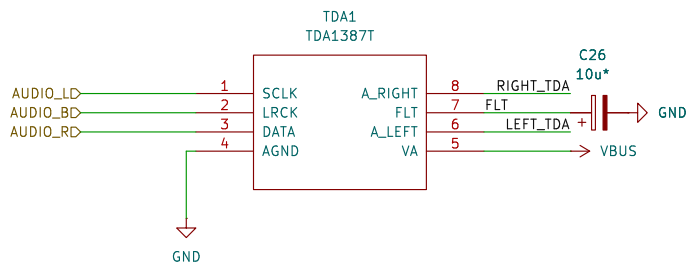 TDA1
TDA1387T
C26
10u*
AUDIO_L 1 SCLK A_RIGHT 8 RIGHT_TDA
AUDIO_B 2 LRCK FLT 7 FLT + GND
AUDIO_R 3 DATA A_LEFT 6 LEFT_TDA
4 AGND VA 5 VBUS
GND